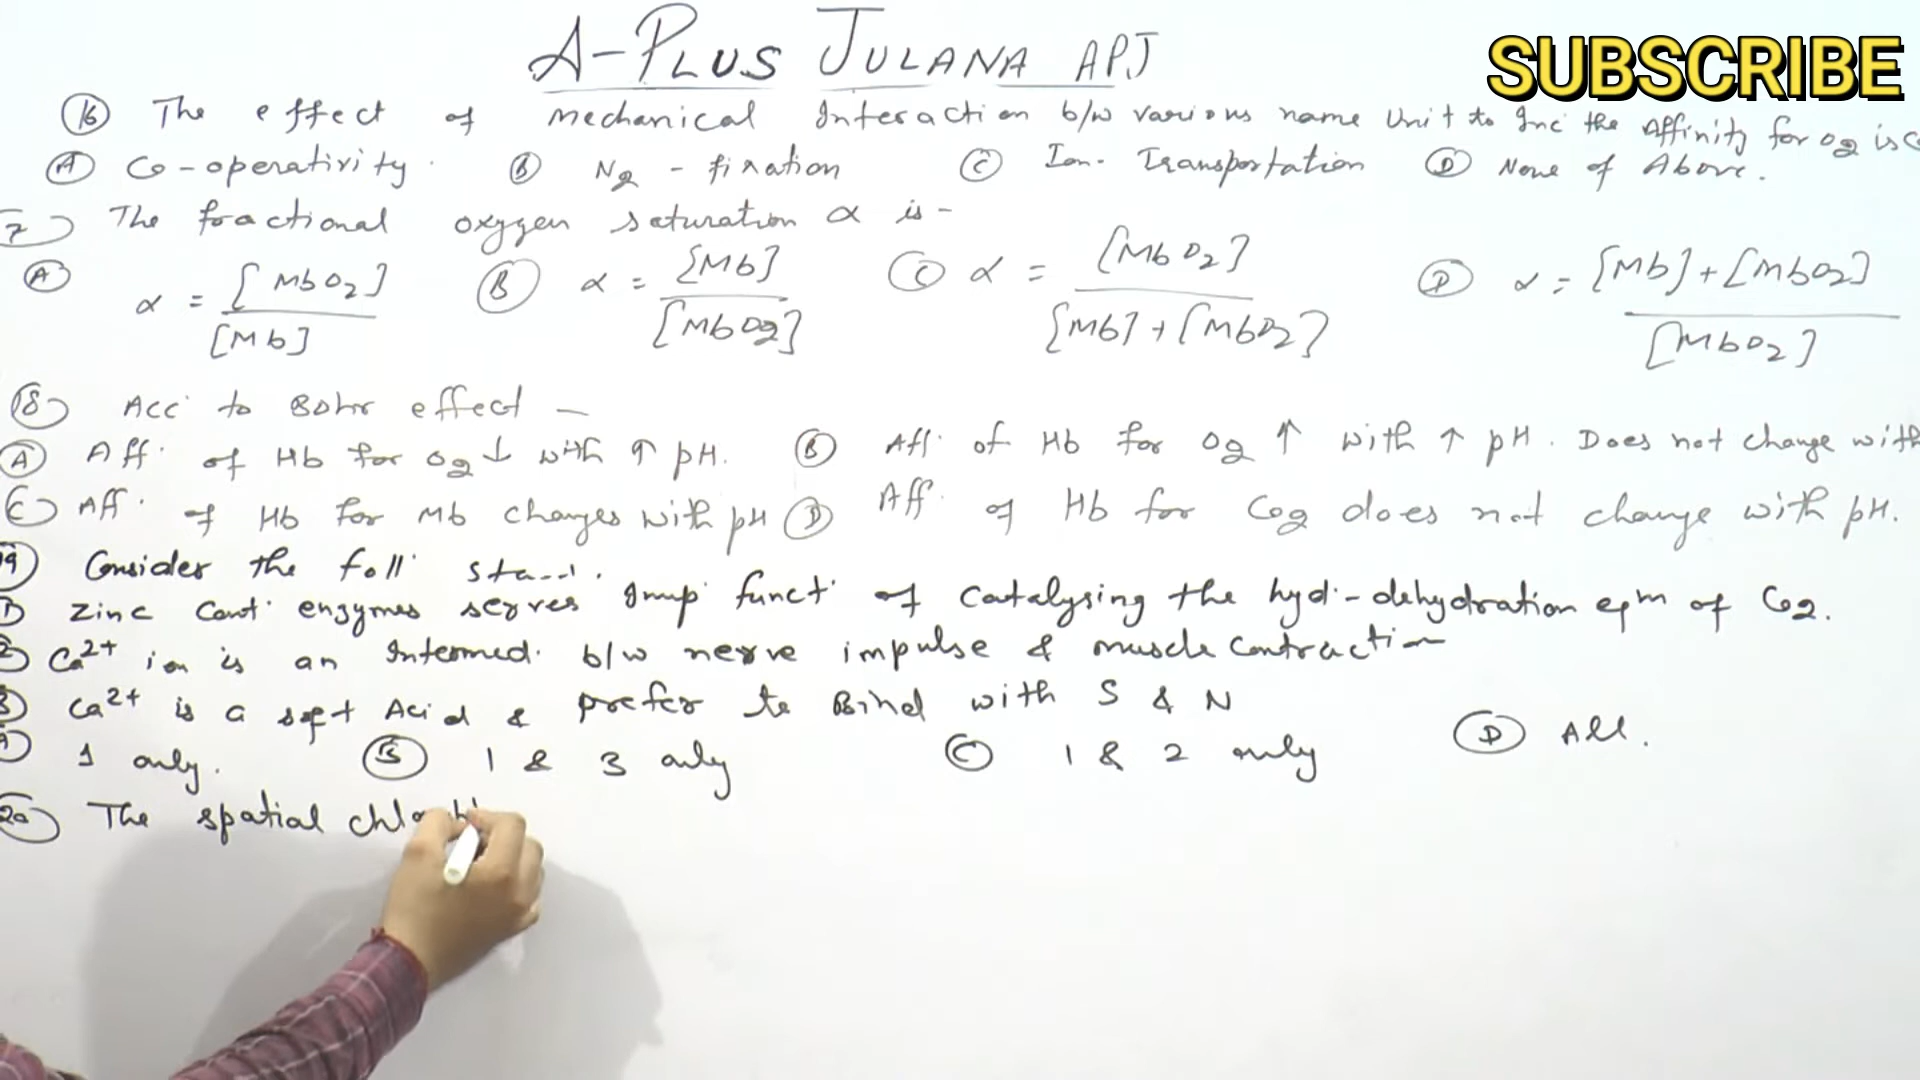 A-PLUS JULANA APJ
SUBSCRIBE
16 The effect of mechanical Interaction b/w various name Unit to Inc the Affinity for O2 is
A Co-operativity. B N2 - fixation C Ion- Transportation D None of Above.
7 The fractional oxygen saturation α is -
A α = [MbO2] / [Mb] B α = [Mb] / [MbO2] C α = [MbO2] / [Mb] + [MbO2] D α = [Mb] + [MbO2] / [MbO2]
18 Acc to Bohr effect —
A Aff. of Hb for O2 ↓ with ↑ pH. B Aff. of Hb for O2 ↑ with ↑ pH. Does not change with
C Aff. of Hb for Mb changes with pH D Aff. of Hb for CO2 does not change with pH.
19 Consider the foll. sta...
1 Zinc Cont. enzymes serves Imp. funct. of Catalysing the hyd.-dehydration eqm of CO2.
2 Ca2+ ion is an Intermed. b/w nerve impulse & muscle Contraction
3 Ca2+ is a soft Acid & prefer to Bind with S & N
A 1 only. B 1 & 3 only C 1 & 2 only D All.
20 The spatial